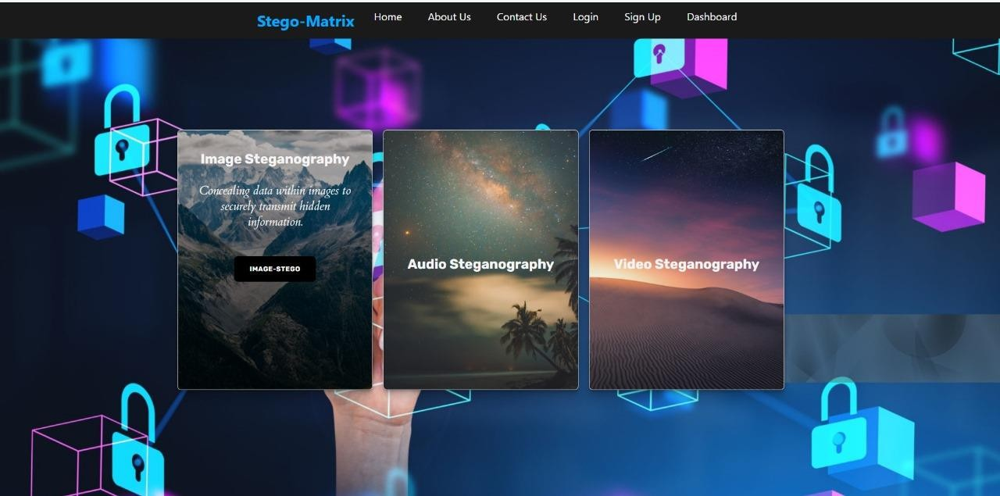 Stego-Matrix
Home
About Us
Contact Us
Login
Sign Up
Dashboard
Image Steganography
Concealing data within images to
securely transmit hidden
information.
IMAGE-STEGO
Audio Steganography
Video Steganography